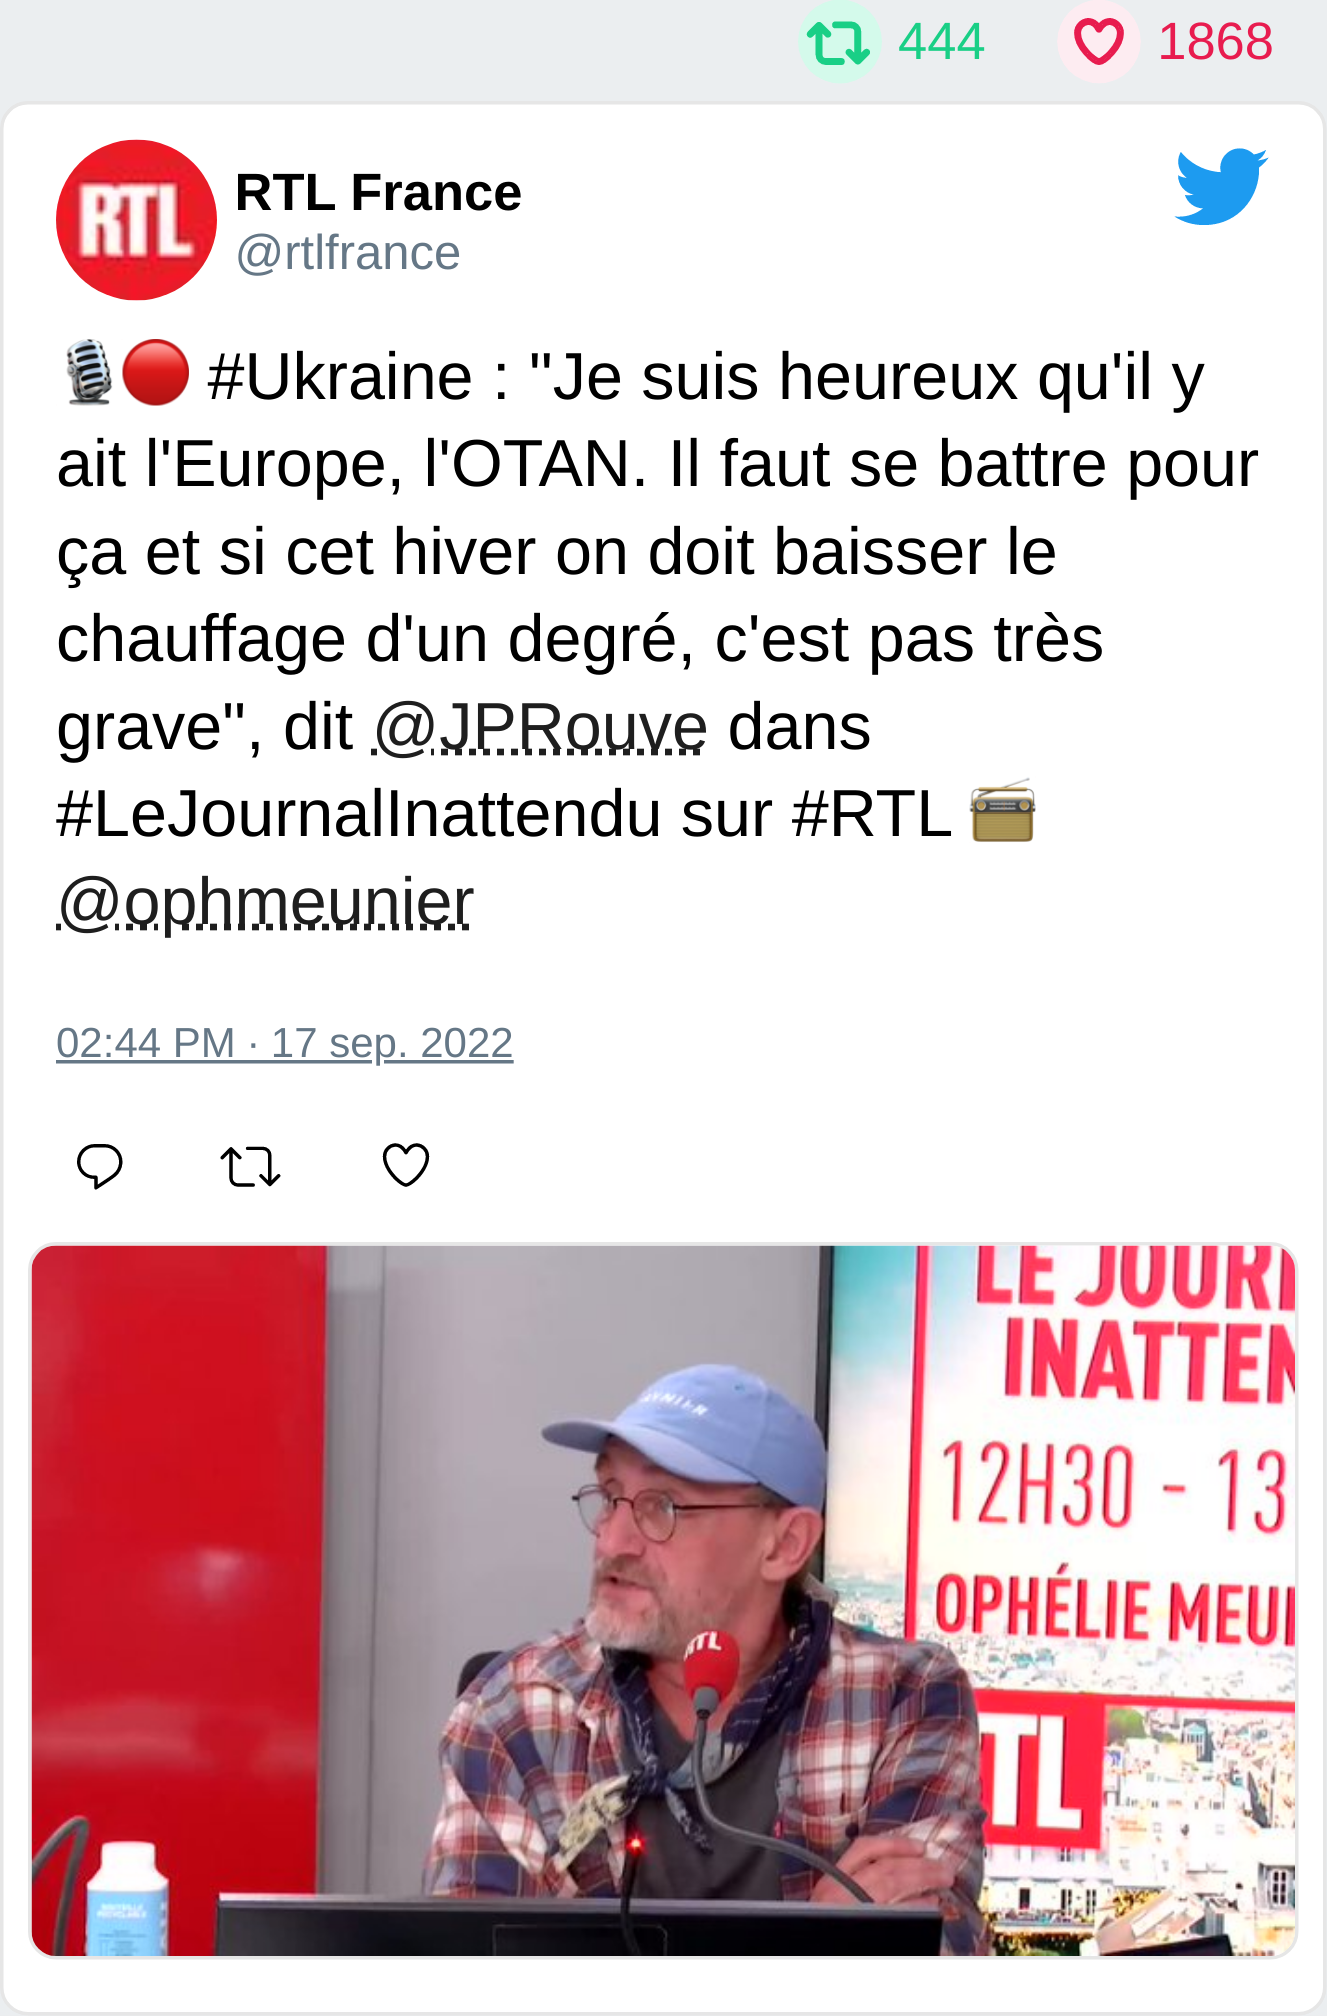 444 1868
RTL
RTL France
@rtlfrance
🎙🔴 #Ukraine : "Je suis heureux qu'il y
ait l'Europe, l'OTAN. Il faut se battre pour
ça et si cet hiver on doit baisser le
chauffage d'un degré, c'est pas très
grave", dit @JPRouve dans
#LeJournalInattendu sur #RTL 📻
@ophmeunier
02:44 PM · 17 sep. 2022
LE JOUR
INATTEN
12H30 - 13
OPHÉLIE MEU
RTL
TL